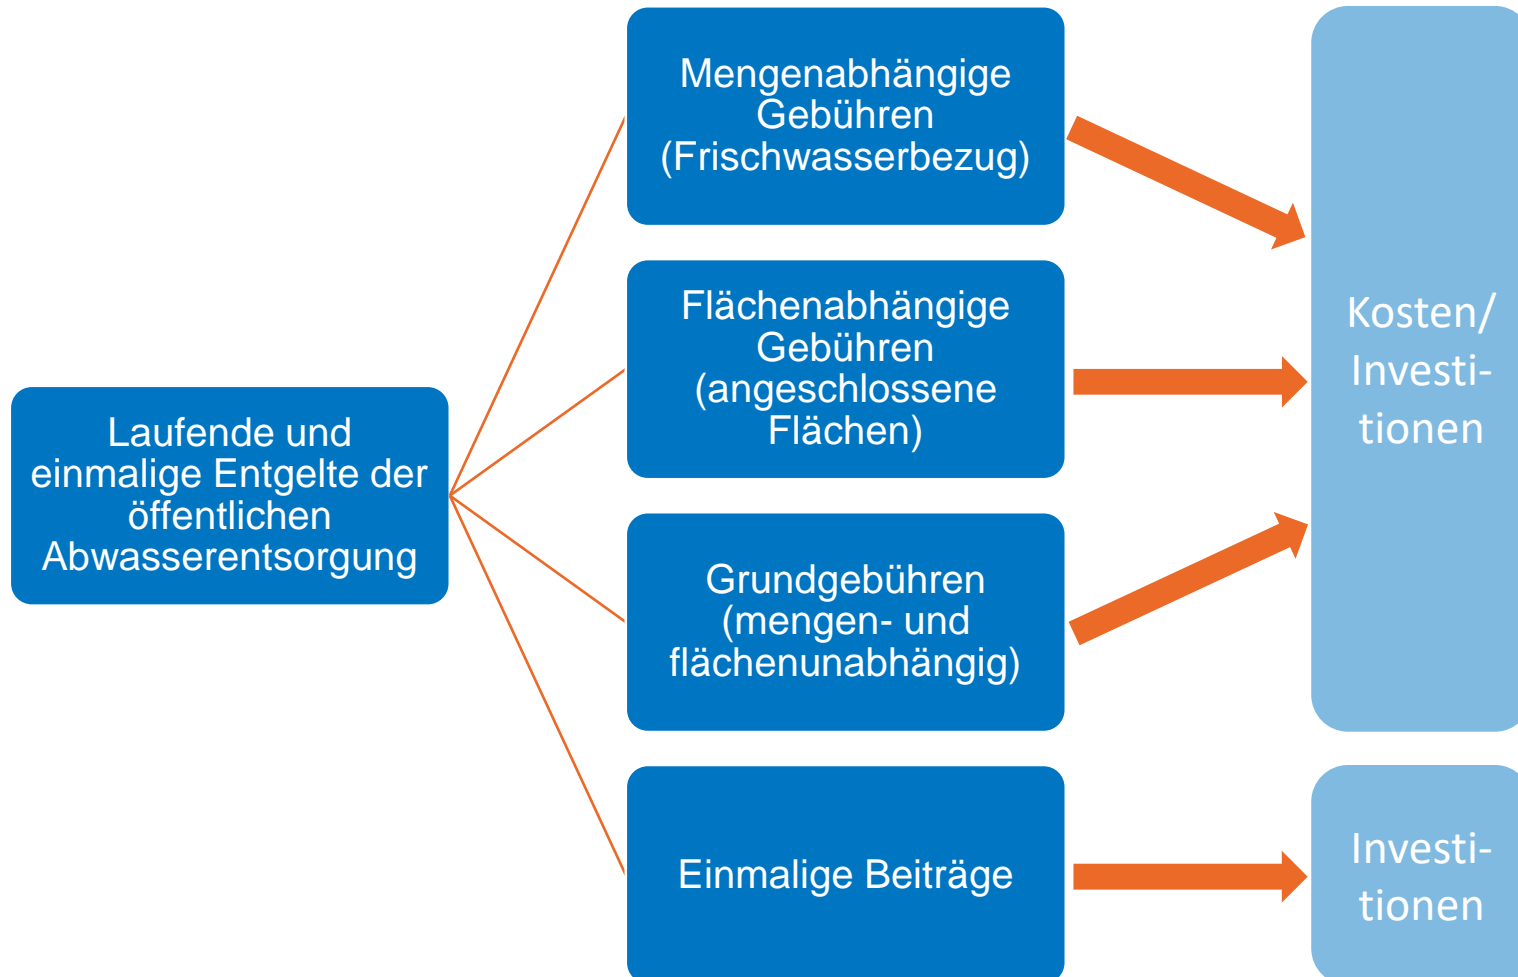 Laufende und
einmalige Entgelte der
öffentlichen
Abwasserentsorgung
Mengenabhängige
Gebühren
(Frischwasserbezug)
Flächenabhängige
Gebühren
(angeschlossene
Flächen)
Grundgebühren
(mengen- und
flächenunabhängig)
Einmalige Beiträge
Kosten/
Investi-
tionen
Investi-
tionen